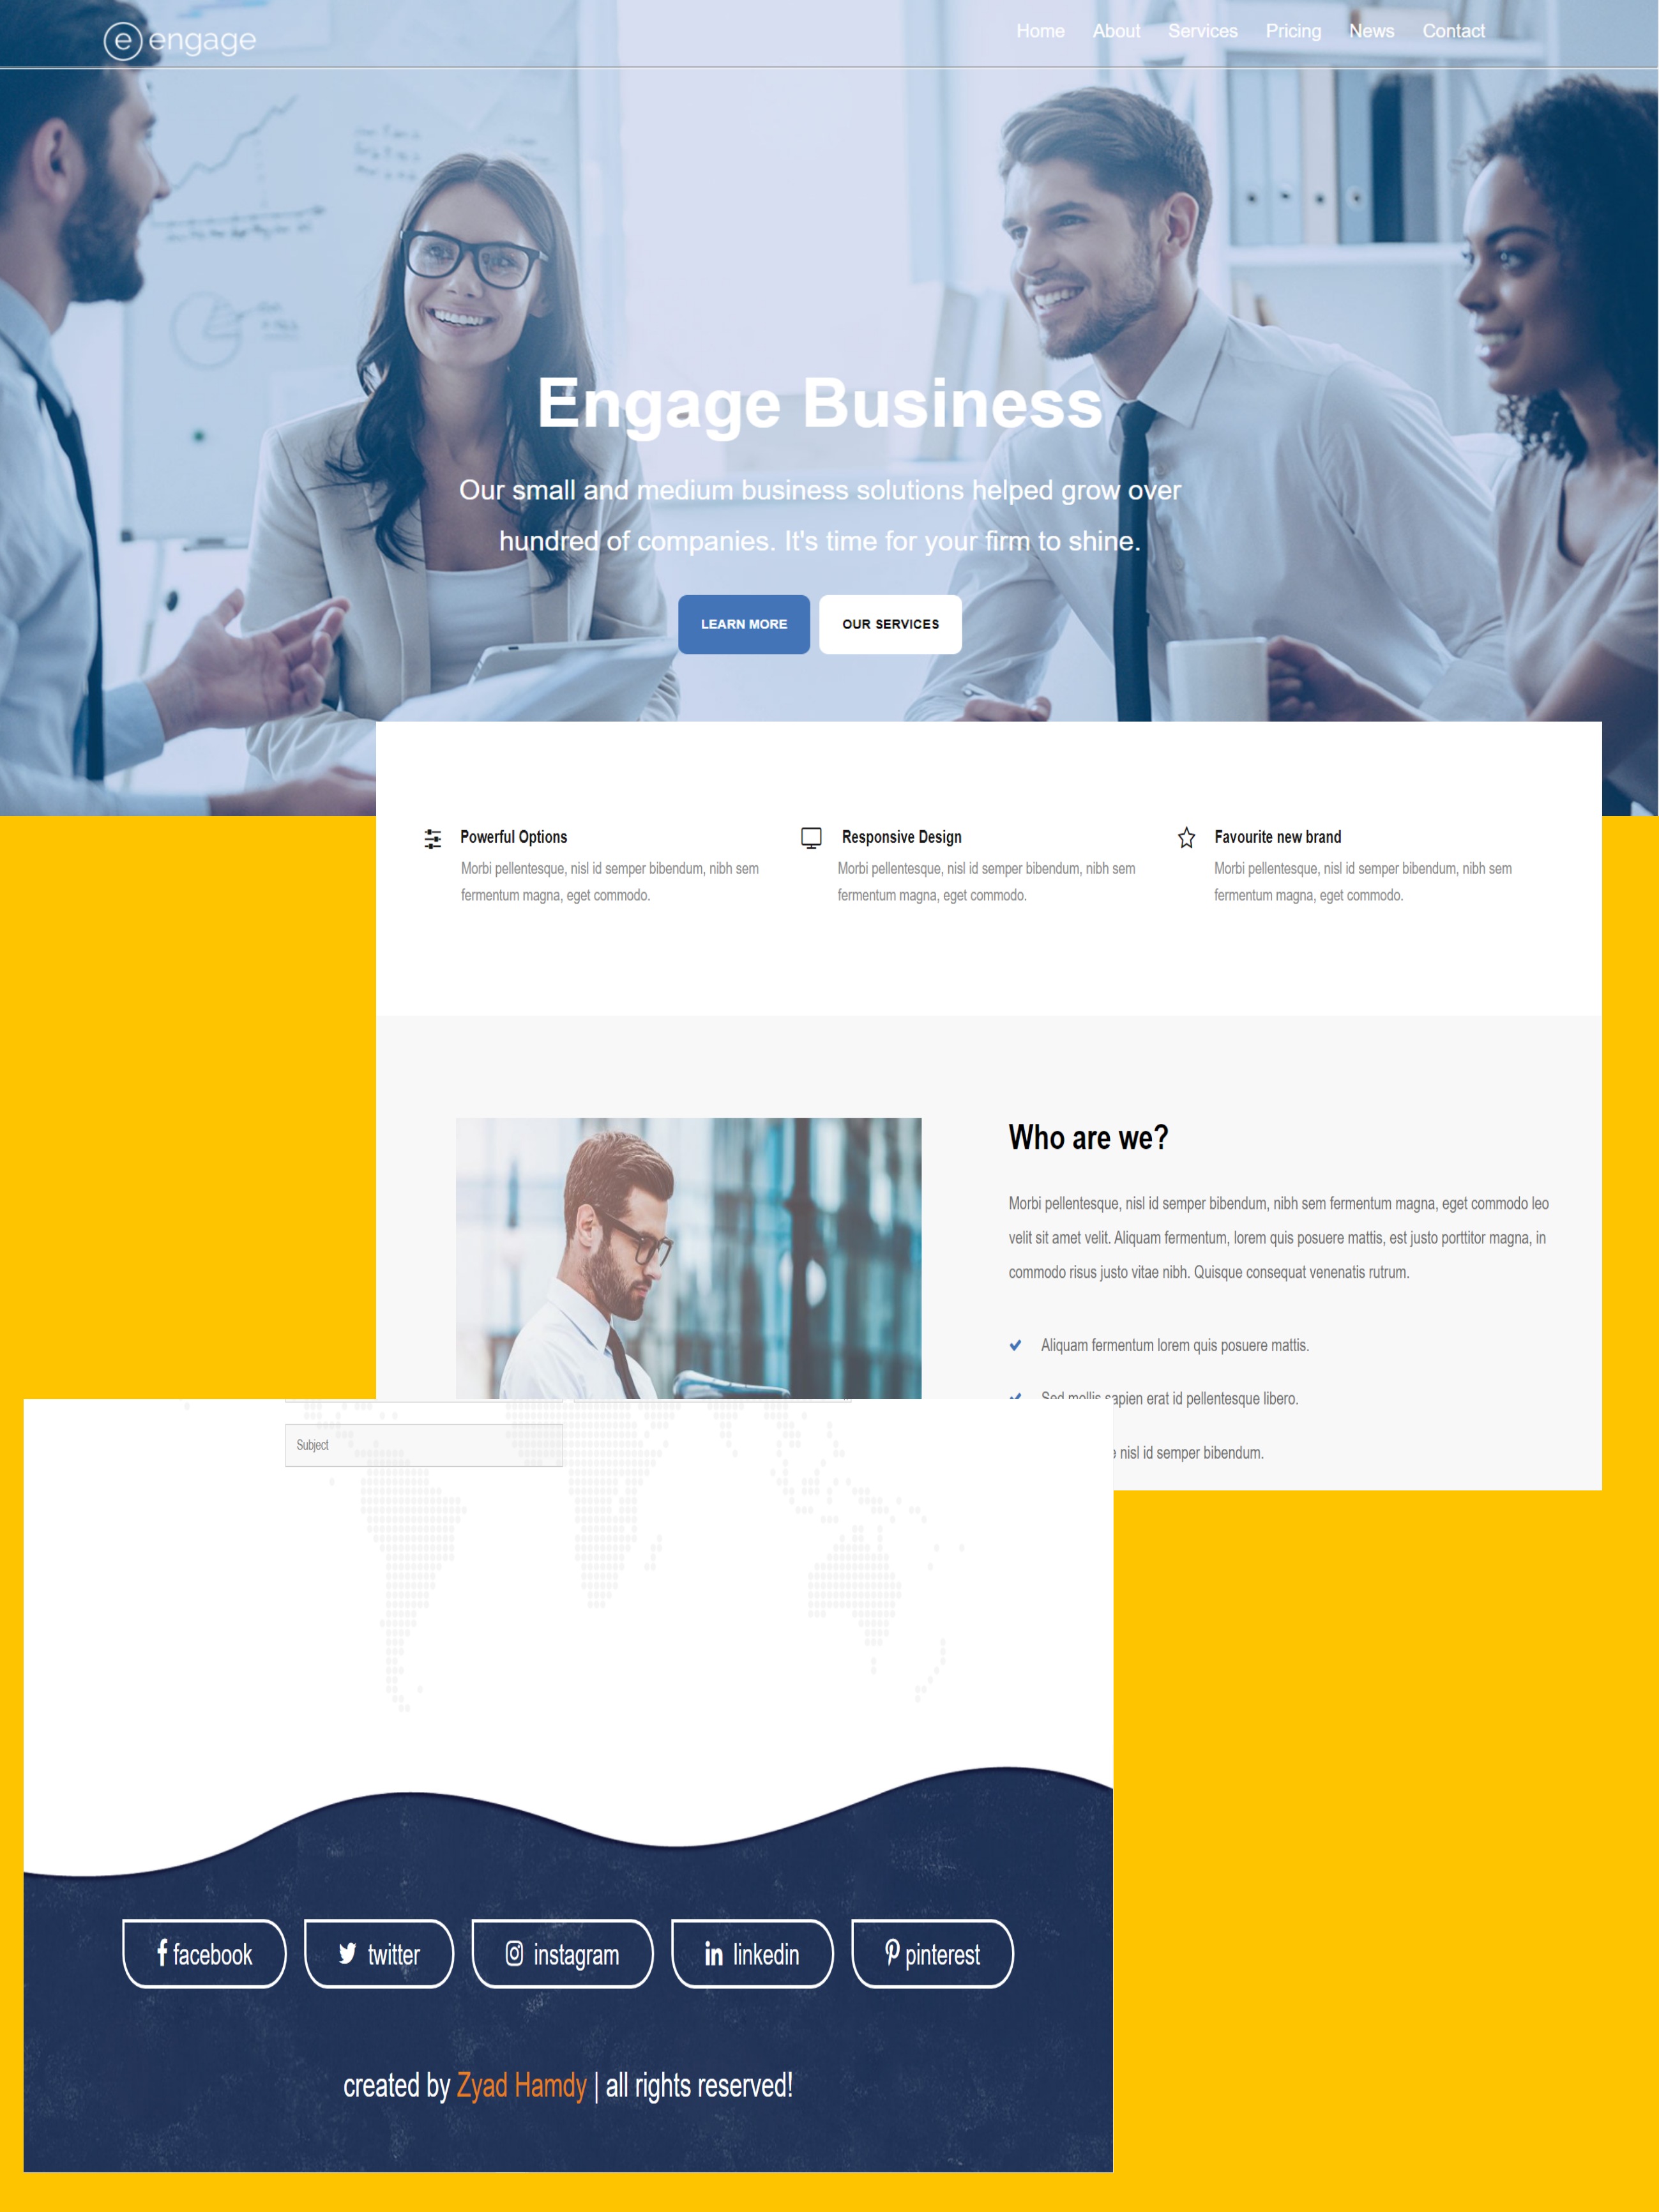 e engage
Home About Services Pricing News Contact
Engage Business
Our small and medium business solutions helped grow over
hundred of companies. It's time for your firm to shine.
LEARN MORE OUR SERVICES
Powerful Options
Morbi pellentesque, nisl id semper bibendum, nibh sem
fermentum magna, eget commodo.
Responsive Design
Morbi pellentesque, nisl id semper bibendum, nibh sem
fermentum magna, eget commodo.
Favourite new brand
Morbi pellentesque, nisl id semper bibendum, nibh sem
fermentum magna, eget commodo.
Who are we?
Morbi pellentesque, nisl id semper bibendum, nibh sem fermentum magna, eget commodo leo
velit sit amet velit. Aliquam fermentum, lorem quis posuere mattis, est justo porttitor magna, in
commodo risus justo vitae nibh. Quisque consequat venenatis rutrum.
Aliquam fermentum lorem quis posuere mattis.
Sed mollis sapien erat id pellentesque libero.
nisl id semper bibendum.
Subject
facebook twitter instagram linkedin pinterest
created by Zyad Hamdy | all rights reserved!